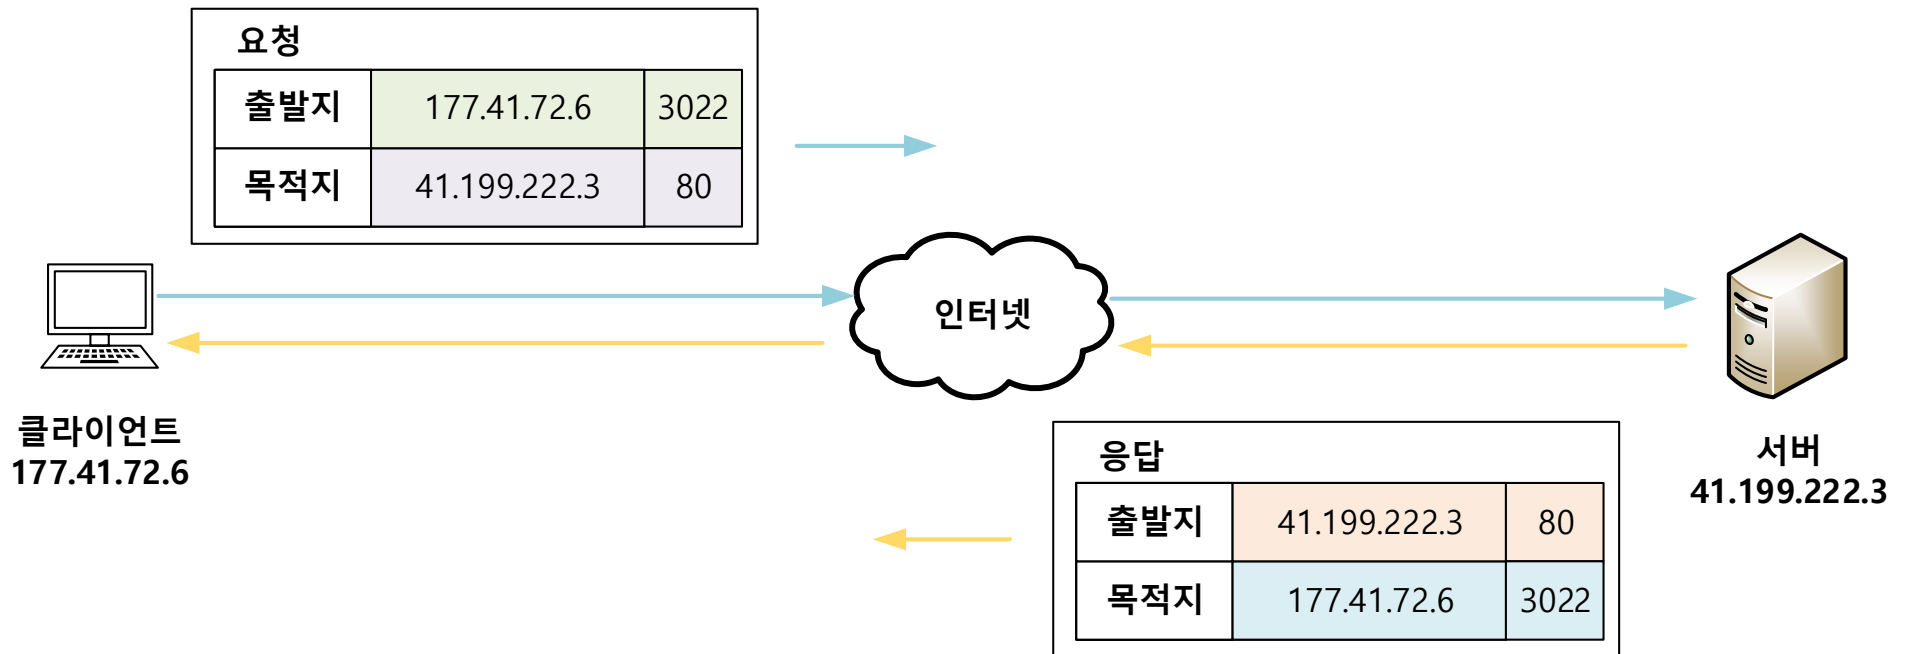 요청
출발지 177.41.72.6 3022
목적지 41.199.222.3 80
인터넷
클라이언트
177.41.72.6
서버
41.199.222.3
응답
출발지 41.199.222.3 80
목적지 177.41.72.6 3022